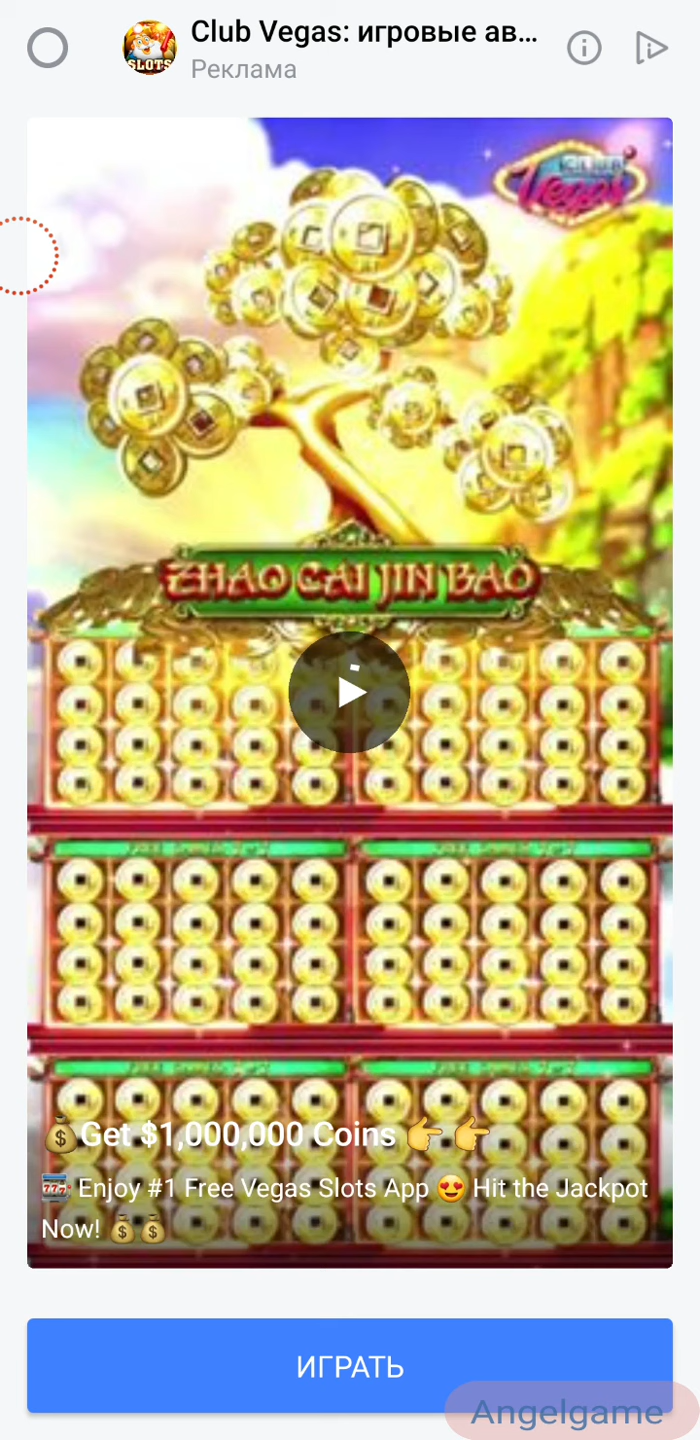 Club Vegas: игровые ав...
Реклама
SLOTS
CLUB
Vegas
ZHAO CAI JIN BAO
💰Get $1,000,000 Coins 👉 👉
🎰 Enjoy #1 Free Vegas Slots App 😍 Hit the Jackpot
Now! 💰💰
ИГРАТЬ
Angelgame